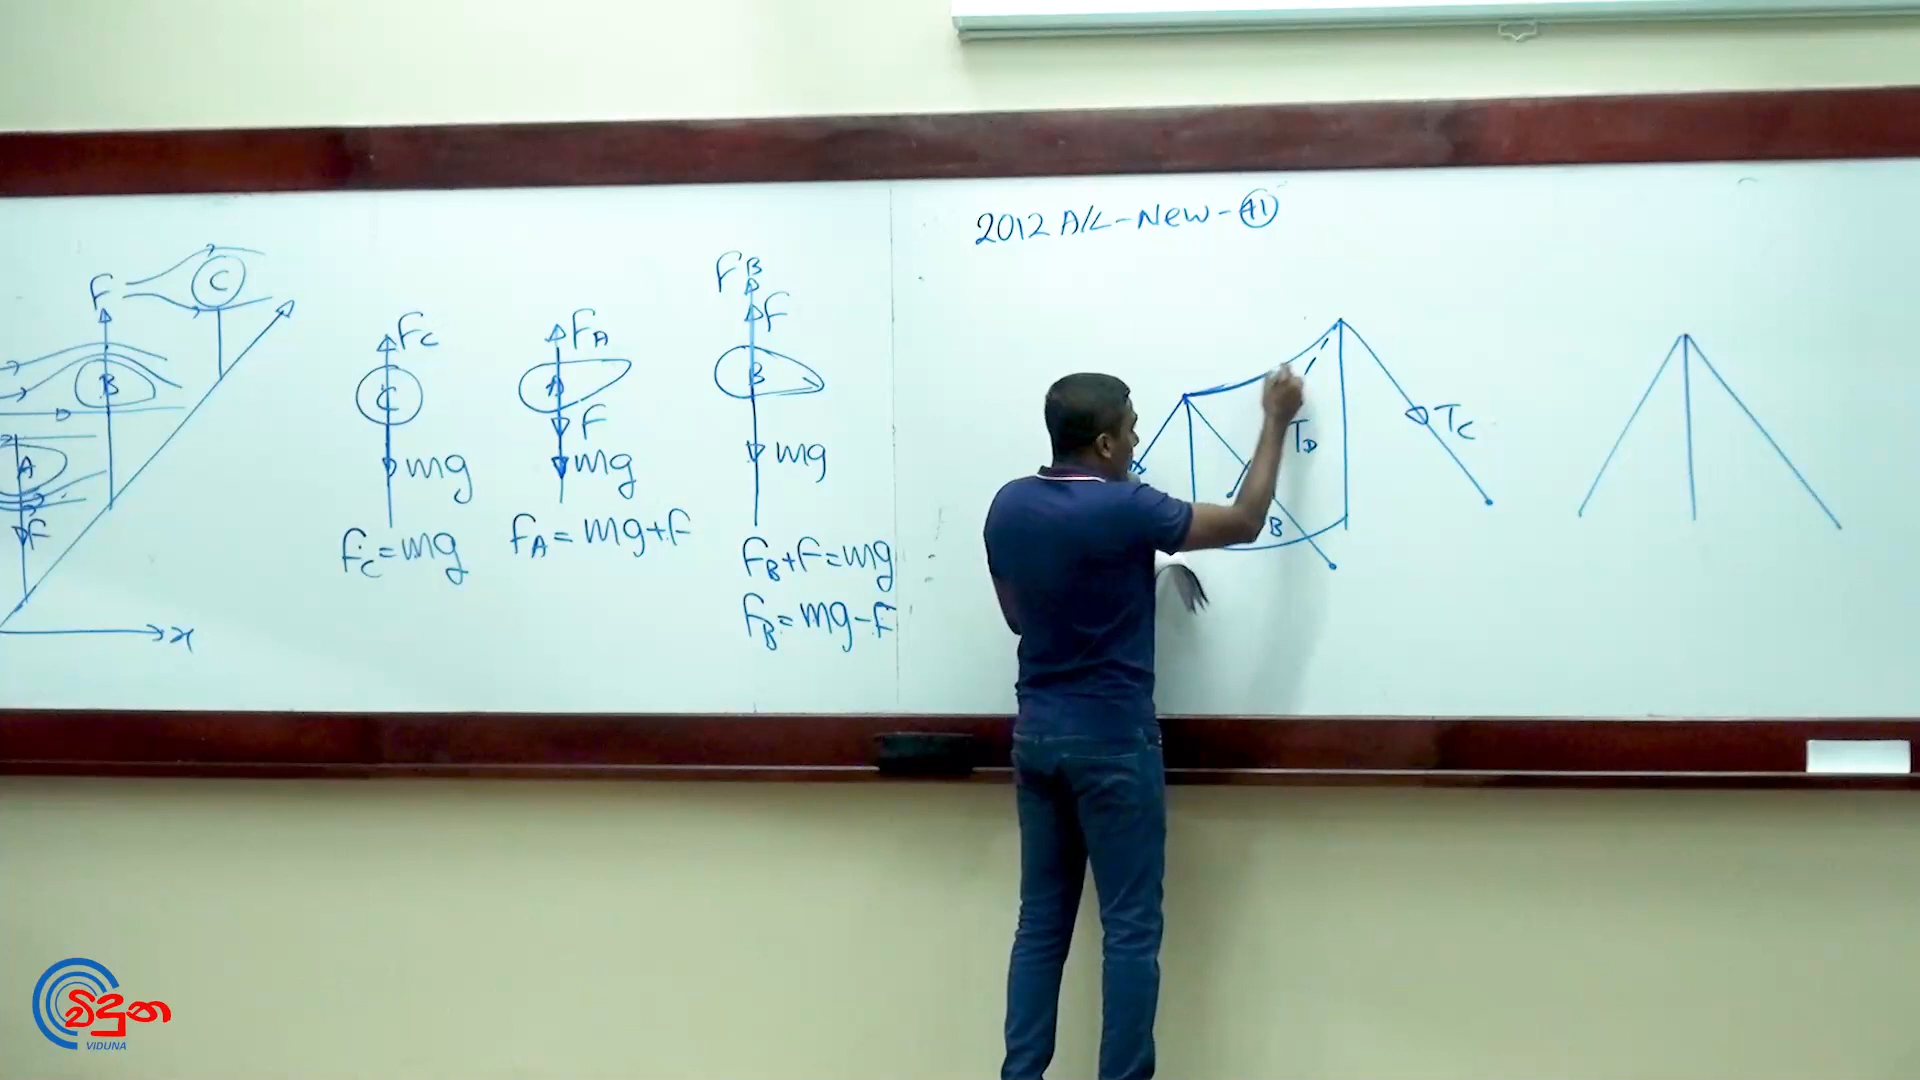 F
C
B
A
F
x
Fc
C
mg
Fc=mg
FA
A
F
mg
FA=mg+F
FB
F
B
mg
FB+F=mg
FB=mg-F
2012 A/L-New-41
TD
TC
B
විදුන
VIDUNA